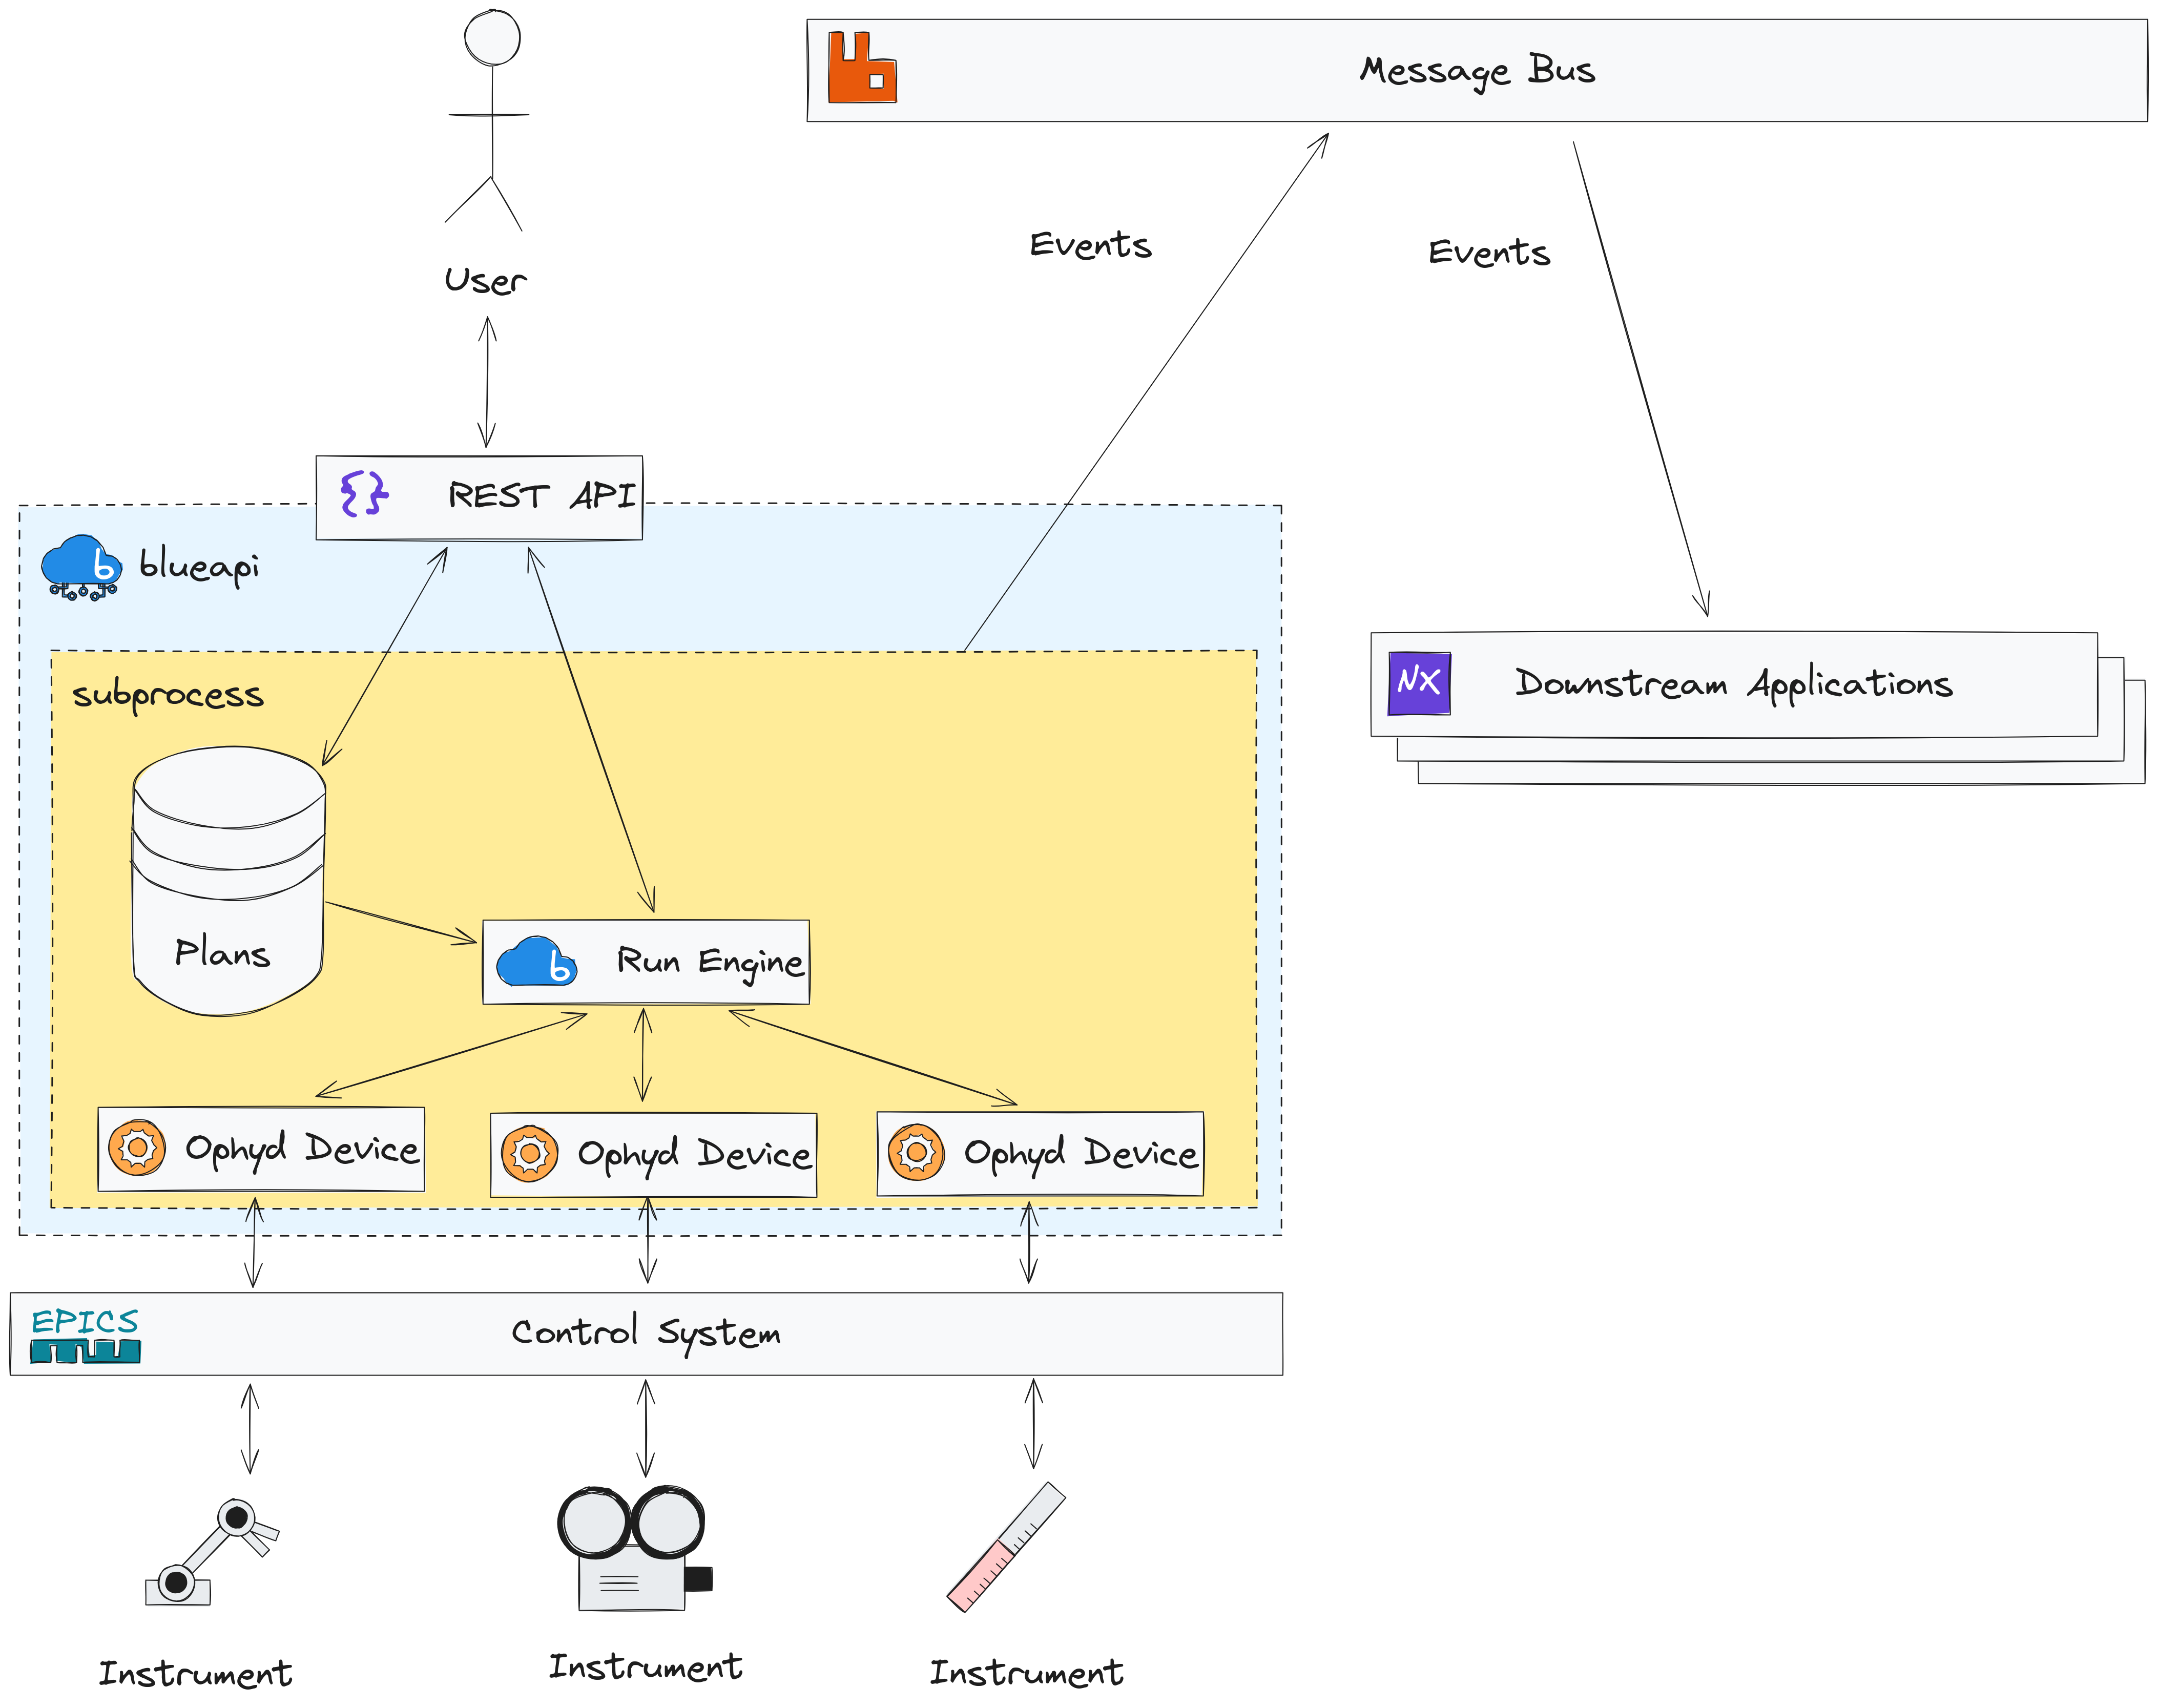 Message Bus
User
Events
Events
REST API
b
blueapi
subprocess
NX
Downstream Applications
Plans
b
Run Engine
Ophyd Device
Ophyd Device
Ophyd Device
EPICS
Control System
Instrument
Instrument
Instrument